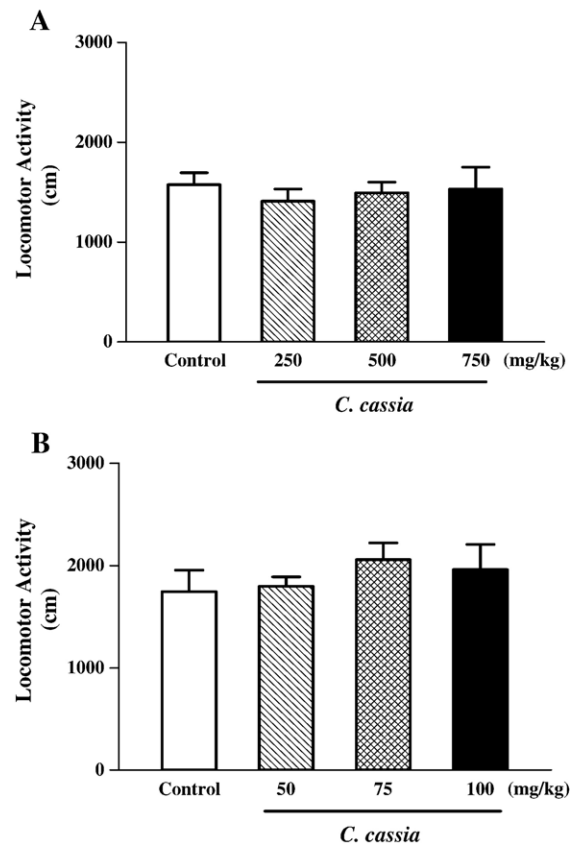 A
3000
2000
1000
0
Locomotor Activity
(cm)
Control 250 500 750 (mg/kg)
C. cassia
B
3000
2000
1000
0
Locomotor Activity
(cm)
Control 50 75 100 (mg/kg)
C. cassia